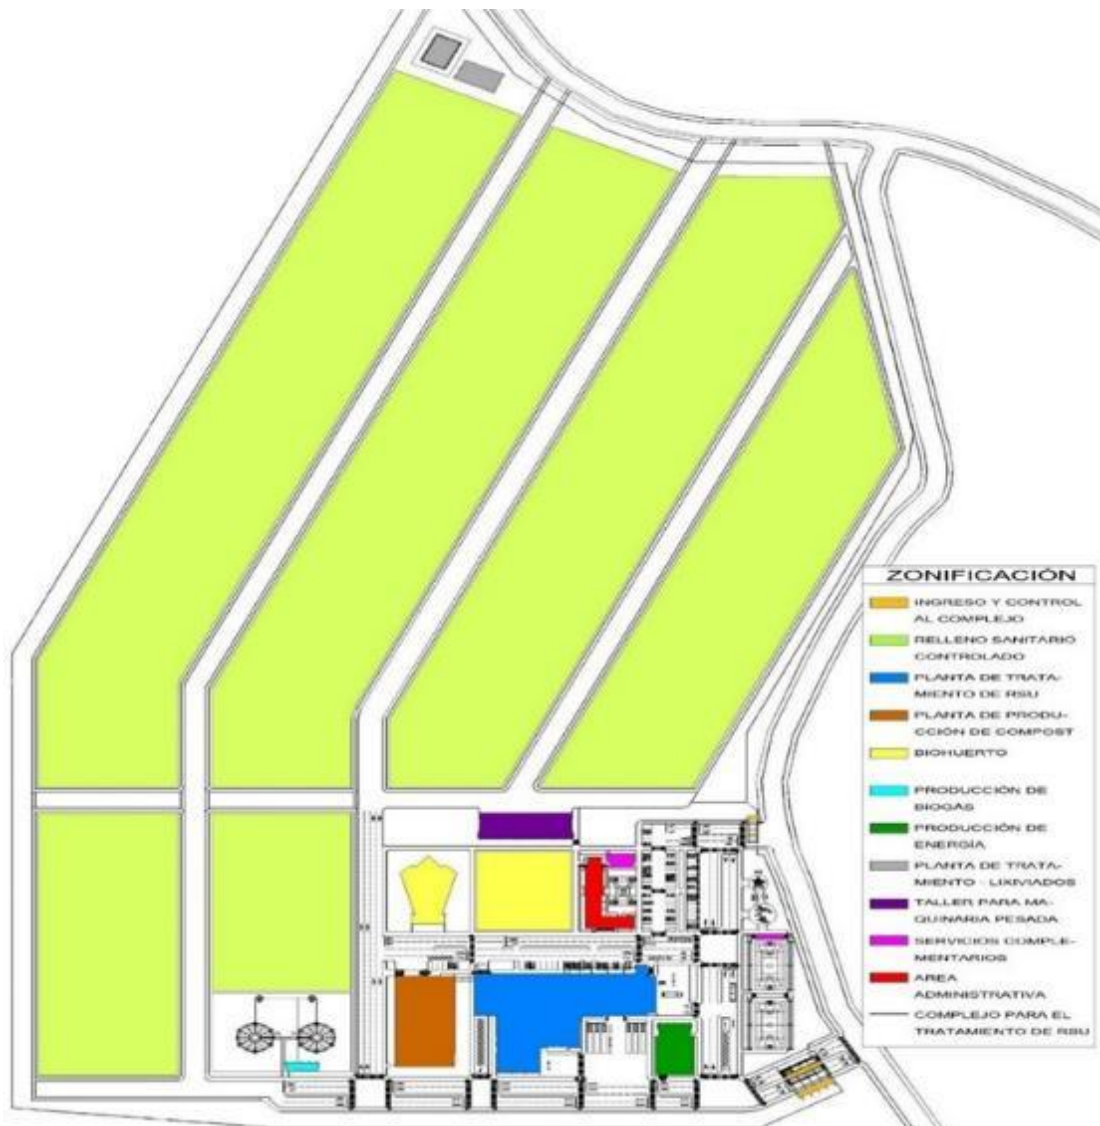 ZONIFICACIÓN
INGRESO Y CONTROL
AL COMPLEJO
RELLENO SANITARIO
CONTROLADO
PLANTA DE TRATA-
MIENTO DE RSU
PLANTA DE PRODU-
CCIÓN DE COMPOST
BIOHUERTO
PRODUCCIÓN DE
BIOGÁS
PRODUCCIÓN DE
ENERGÍA
PLANTA DE TRATA-
MIENTO - LIXIVIADOS
TALLER PARA MA-
QUINARIA PESADA
SERVICIOS COMPLE-
MENTARIOS
AREA
ADMINISTRATIVA
COMPLEJO PARA EL
TRATAMIENTO DE RSU